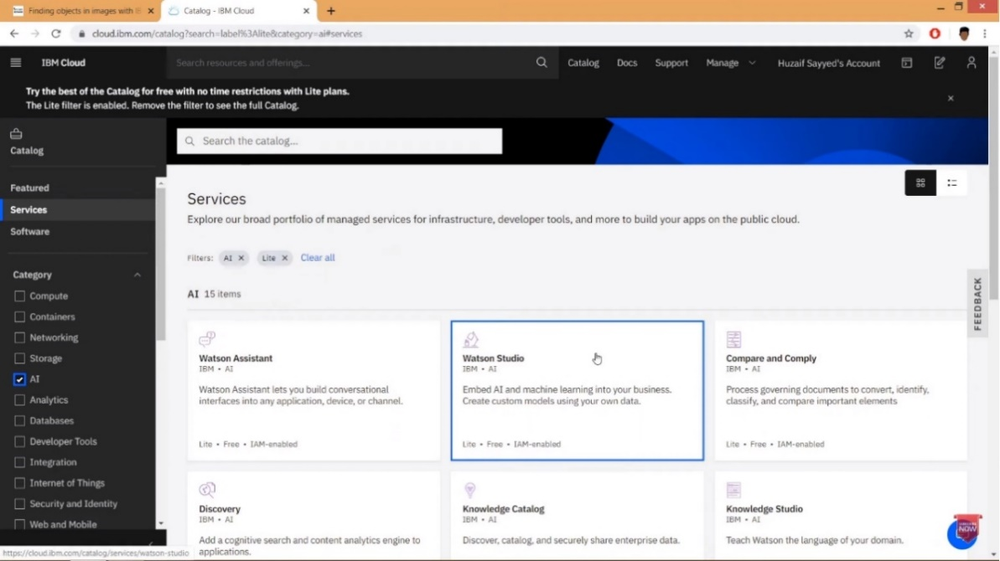 Finding objects in images with
Catalog - IBM Cloud
cloud.ibm.com/catalog?search=label%3Alite&category=ai#services
IBM Cloud
Search resources and offerings...
Catalog
Docs
Support
Manage
Huzaif Sayyed's Account
Try the best of the Catalog for free with no time restrictions with Lite plans.
The Lite filter is enabled. Remove the filter to see the full Catalog.
Catalog
Search the catalog...
Featured
Services
Software
Services
Explore our broad portfolio of managed services for infrastructure, developer tools, and more to build your apps on the public cloud.
Filters: AI Lite Clear all
Category
Compute
Containers
Networking
Storage
AI
Analytics
Databases
Developer Tools
Integration
Internet of Things
Security and Identity
Web and Mobile
AI 15 items
Watson Assistant
IBM • AI
Watson Assistant lets you build conversational
interfaces into any application, device, or channel.
Lite • Free • IAM-enabled
Watson Studio
IBM • AI
Embed AI and machine learning into your business.
Create custom models using your own data.
Lite • Free • IAM-enabled
Compare and Comply
IBM • AI
Process governing documents to convert, identify,
classify, and compare important elements
Lite • Free • IAM-enabled
Discovery
IBM • AI
Add a cognitive search and content analytics engine to
applications.
Knowledge Catalog
IBM • AI
Discover, catalog, and securely share enterprise data.
Knowledge Studio
IBM • AI
Teach Watson the language of your domain.
FEEDBACK
NOW
https://cloud.ibm.com/catalog/services/watson-studio